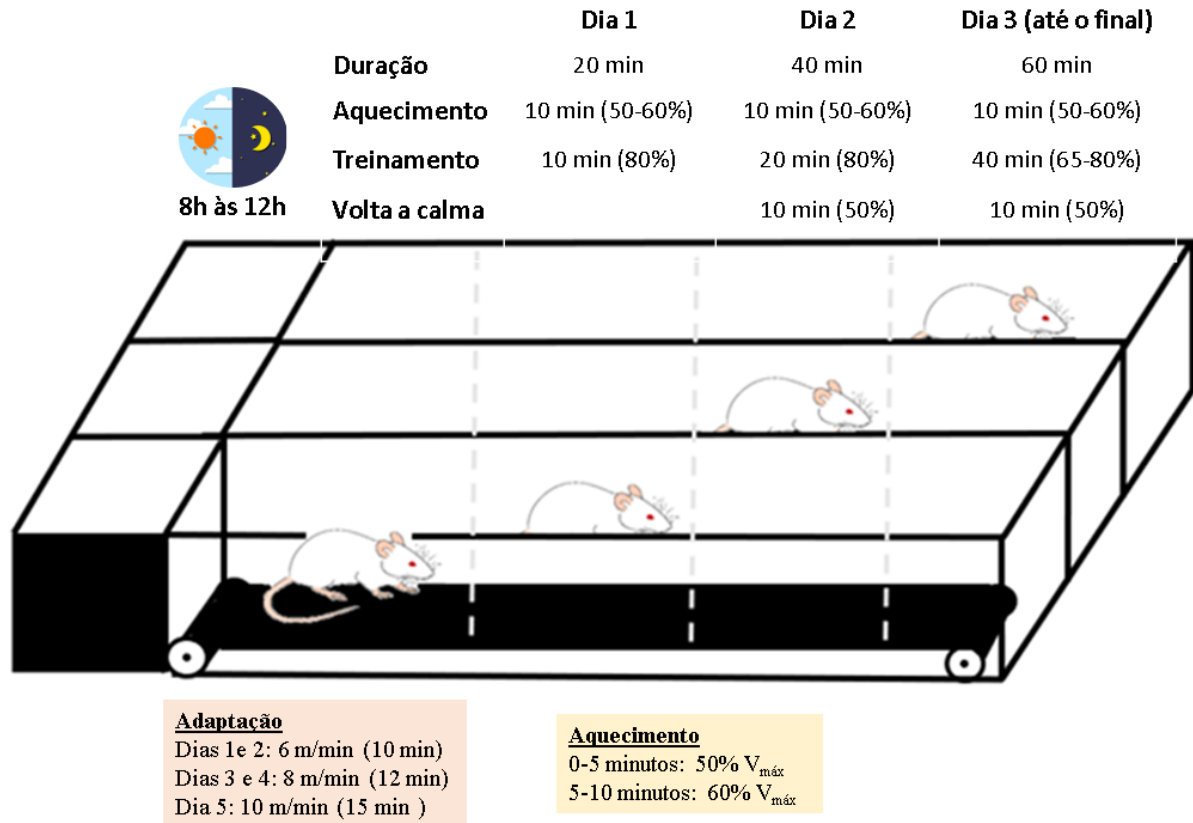 Dia 1 Dia 2 Dia 3 (até o final)
Duração 20 min 40 min 60 min
Aquecimento 10 min (50-60%) 10 min (50-60%) 10 min (50-60%)
Treinamento 10 min (80%) 20 min (80%) 40 min (65-80%)
8h às 12h
Volta a calma 10 min (50%) 10 min (50%)
Adaptação
Dias 1e 2: 6 m/min (10 min)
Dias 3 e 4: 8 m/min (12 min)
Dia 5: 10 m/min (15 min )
Aquecimento
0-5 minutos: 50% Vmáx
5-10 minutos: 60% Vmáx